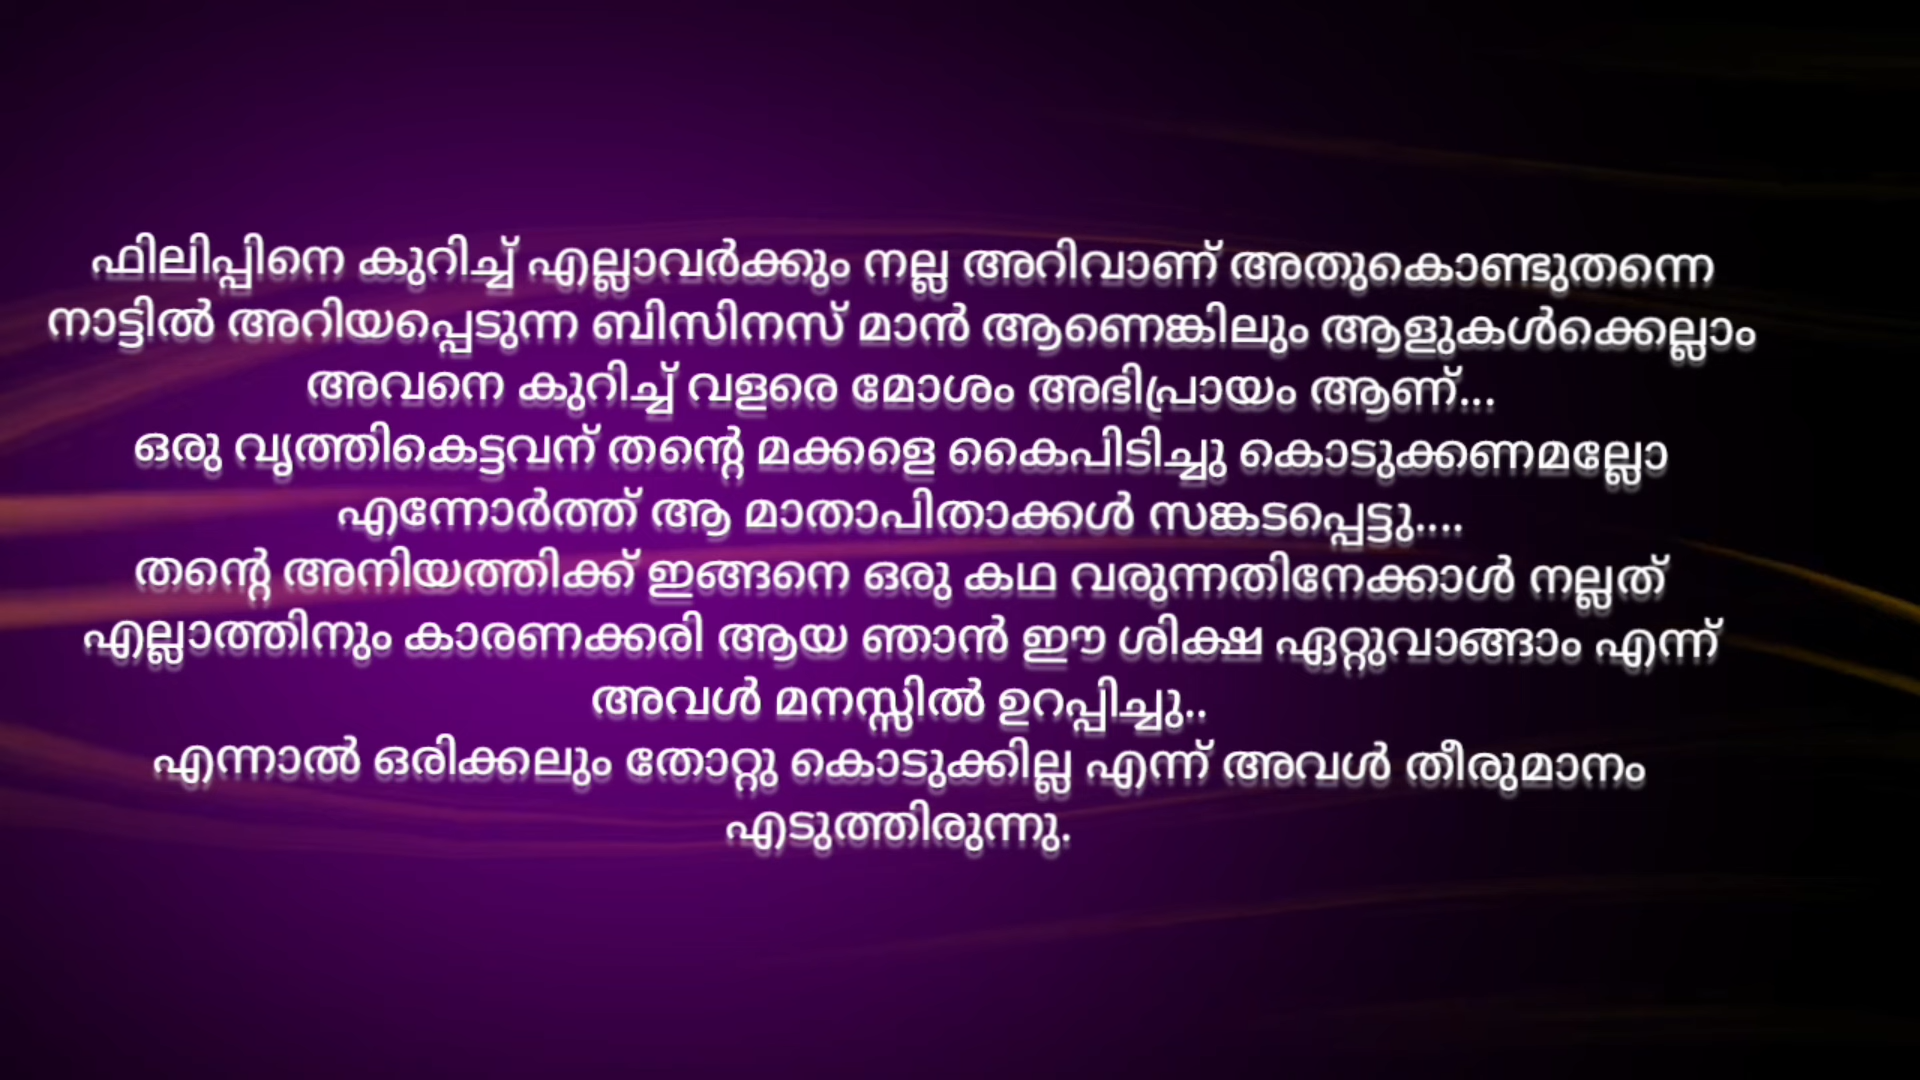 ഫിലിപ്പിനെ കുറിച്ച് എല്ലാവർക്കും നല്ല അറിവാണ് അതുകൊണ്ടുതന്നെ
നാട്ടിൽ അറിയപ്പെടുന്ന ബിസിനസ് മാൻ ആണെങ്കിലും ആളുകൾക്കെല്ലാം
അവനെ കുറിച്ച് വളരെ മോശം അഭിപ്രായം ആണ്...
ഒരു വൃത്തികെട്ടവന് തന്റെ മക്കളെ കൈപിടിച്ചു കൊടുക്കണമല്ലോ
എന്നോർത്ത് ആ മാതാപിതാക്കൾ സങ്കടപ്പെട്ടു....
തന്റെ അനിയത്തിക്ക് ഇങ്ങനെ ഒരു കഥ വരുന്നതിനേക്കാൾ നല്ലത്
എല്ലാത്തിനും കാരണക്കരി ആയ ഞാൻ ഈ ശിക്ഷ ഏറ്റുവാങ്ങാം എന്ന്
അവൾ മനസ്സിൽ ഉറപ്പിച്ചു..
എന്നാൽ ഒരിക്കലും തോറ്റു കൊടുക്കില്ല എന്ന് അവൾ തീരുമാനം
എടുത്തിരുന്നു.